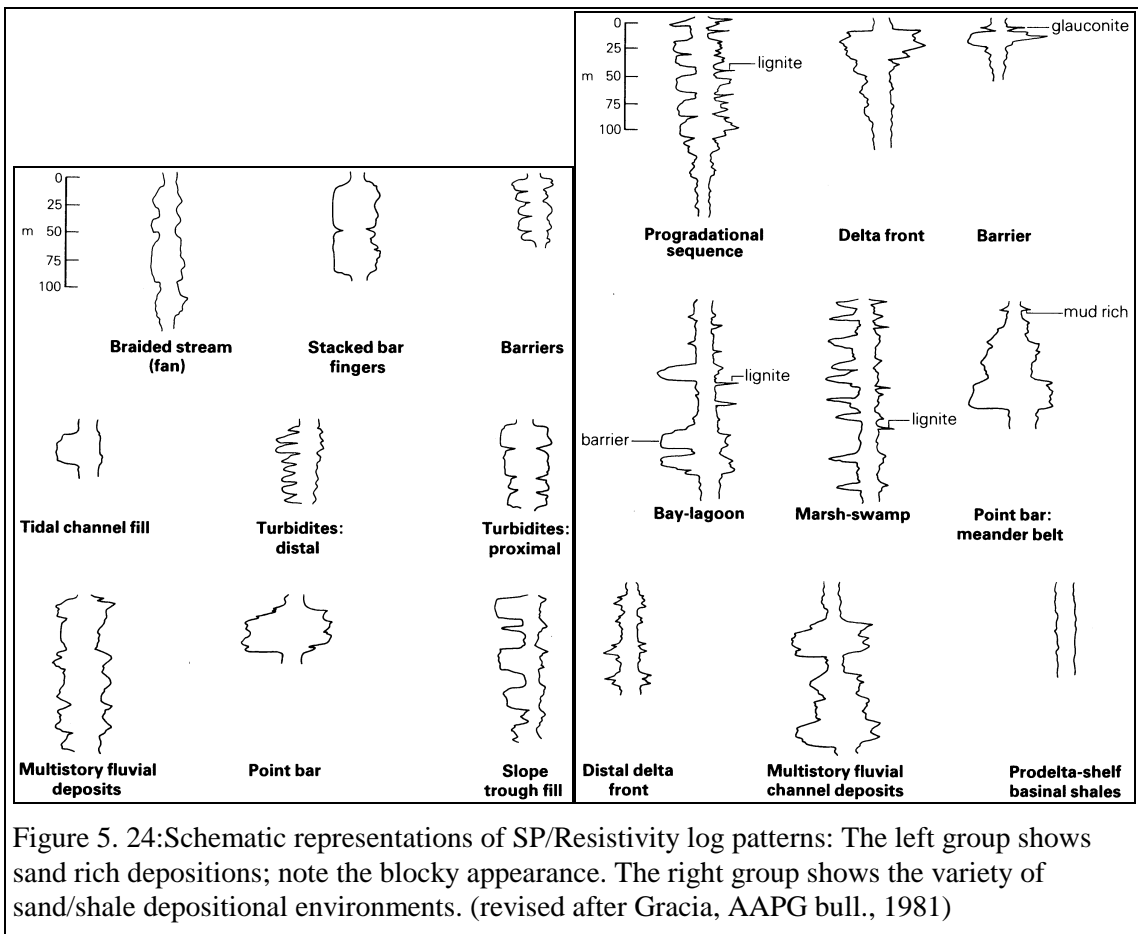 0
25
m 50
75
100
Braided stream
(fan)
Stacked bar
fingers
Barriers
Tidal channel fill
Turbidites:
distal
Turbidites:
proximal
Multistory fluvial
deposits
Point bar
Slope
trough fill
0
25
m 50
75
100
lignite
glauconite
Progradational
sequence
Delta front
Barrier
barrier
lignite
lignite
mud rich
Bay-lagoon
Marsh-swamp
Point bar:
meander belt
Distal delta
front
Multistory fluvial
channel deposits
Prodelta-shelf
basinal shales
Figure 5. 24:Schematic representations of SP/Resistivity log patterns: The left group shows
sand rich depositions; note the blocky appearance. The right group shows the variety of
sand/shale depositional environments. (revised after Gracia, AAPG bull., 1981)